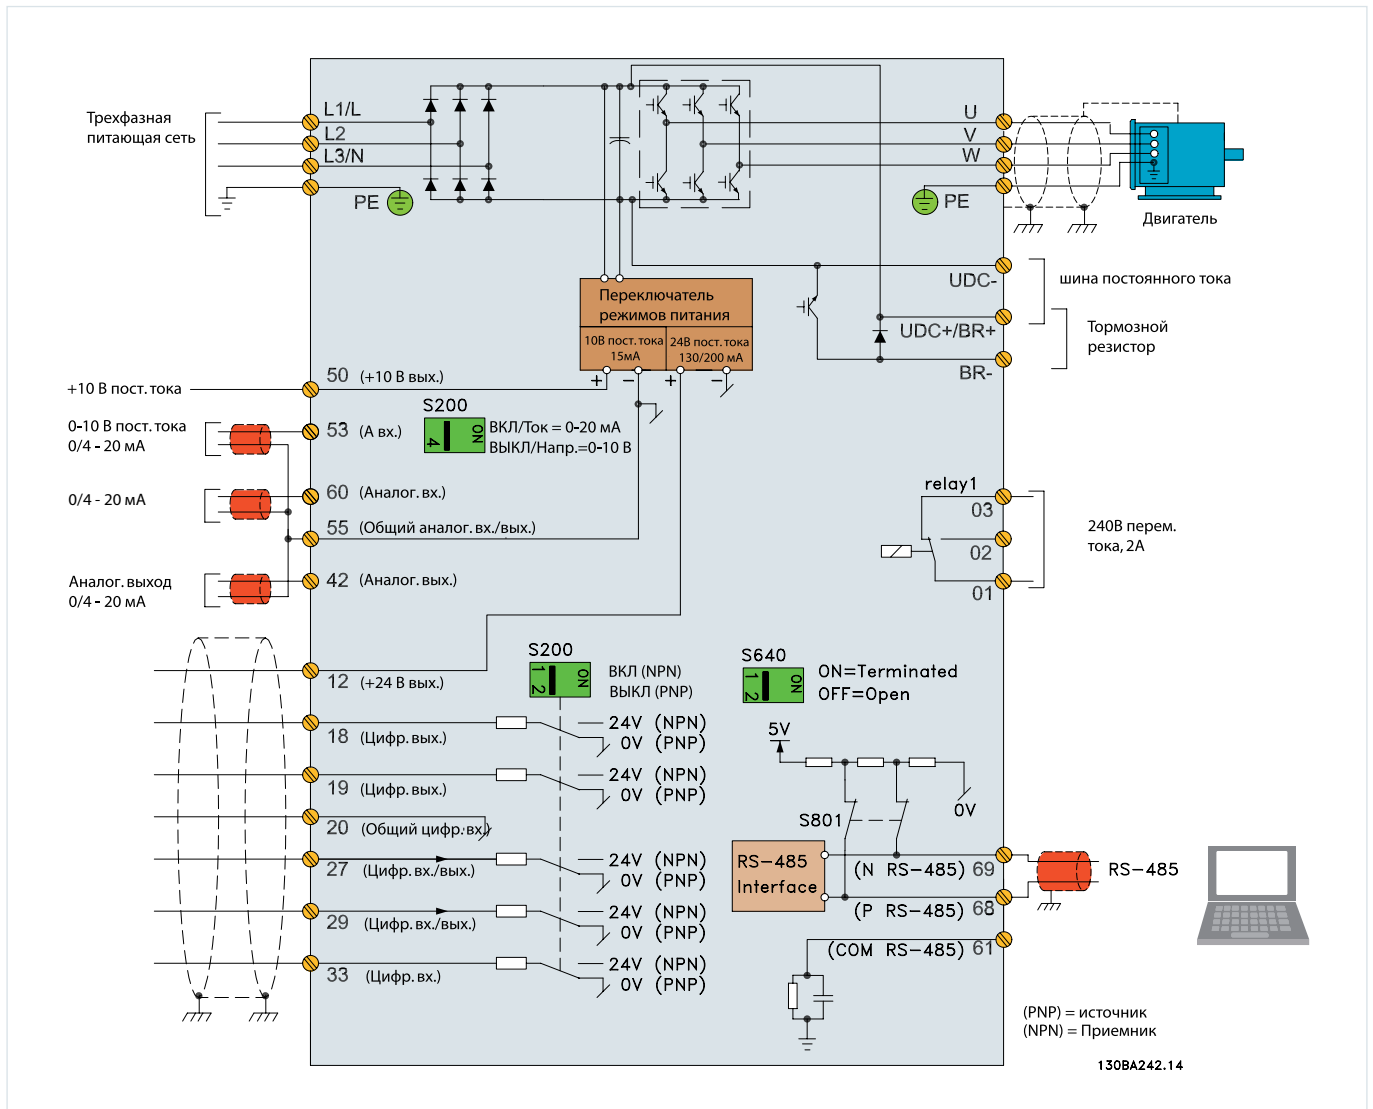 Трехфазная
питающая сеть
L1/L
L2
L3/N
PE
U
V
W
PE
Двигатель
UDC-
шина постоянного тока
UDC+/BR+
Тормозной
резистор
BR-
Переключатель
режимов питания
10В пост. тока
15мА
24В пост. тока
130/200 мА
+ − + −
+10 В пост. тока
50 (+10 В вых.)
0-10 В пост. тока
0/4 - 20 мА
53 (А вх.)
S200
ON
4
ВКЛ/Ток = 0-20 мА
ВЫКЛ/Напр.=0-10 В
0/4 - 20 мА
60 (Аналог. вх.)
55 (Общий аналог. вх./вых.)
Аналог. выход
0/4 - 20 мА
42 (Аналог. вых.)
relay1
03
02
01
240В перем.
тока, 2А
12 (+24 В вых.)
S200
1 2
ON
ВКЛ (NPN)
ВЫКЛ (PNP)
S640
1 2
ON
ON=Terminated
OFF=Open
18 (Цифр. вых.)
24V (NPN)
0V (PNP)
19 (Цифр. вых.)
24V (NPN)
0V (PNP)
20 (Общий цифр. вх.)
27 (Цифр. вх./вых.)
24V (NPN)
0V (PNP)
29 (Цифр. вх./вых.)
24V (NPN)
0V (PNP)
33 (Цифр. вх.)
24V (NPN)
0V (PNP)
5V
0V
S801
RS-485
Interface
(N RS-485) 69
(P RS-485) 68
(COM RS-485) 61
RS-485
(PNP) = источник
(NPN) = Приемник
130BA242.14